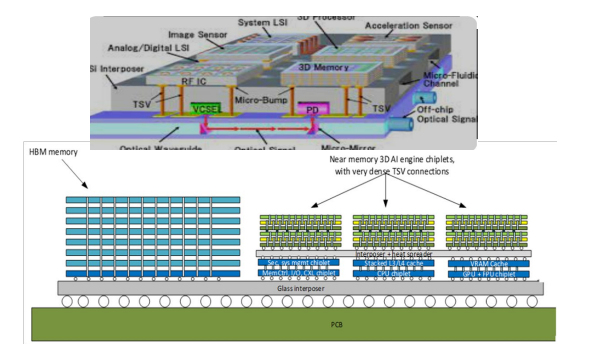 System LSI
3D Processor
Image Sensor
Acceleration Sensor
Analog/Digital LSI
Si Interposer
3D Memory
RF IC
Micro-Fluidic
Channel
Micro-Bump
TSV
VCSEL
PD
TSV
Off-chip
Optical Signal
Optical Waveguide
Optical Signal
Micro-Mirror
HBM memory
Near memory 3D AI engine chiplets,
with very dense TSV connections
Interposer + heat spreader
Sec, sys mgmt chiplet
Stacked L3/L4 cache
VRAM Cache
MemCtrl, I/O, CXL chiplet
CPU chiplet
GPU + FPU chiplet
Glass interposer
PCB